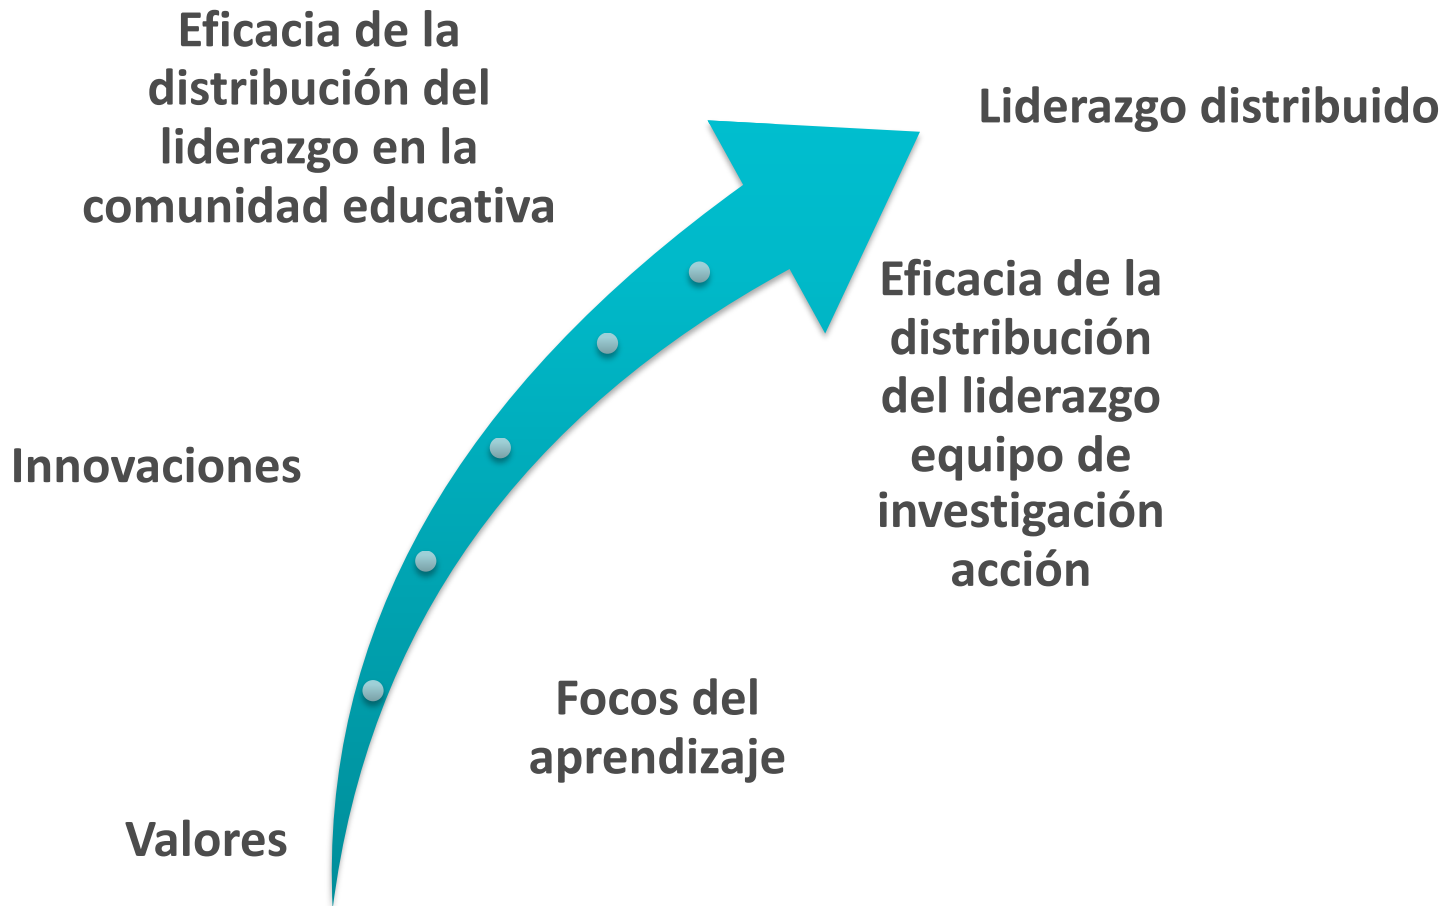 Eficacia de la
distribución del
liderazgo en la
comunidad educativa
Liderazgo distribuido
Eficacia de la
distribución
del liderazgo
equipo de
investigación
acción
Innovaciones
Focos del
aprendizaje
Valores